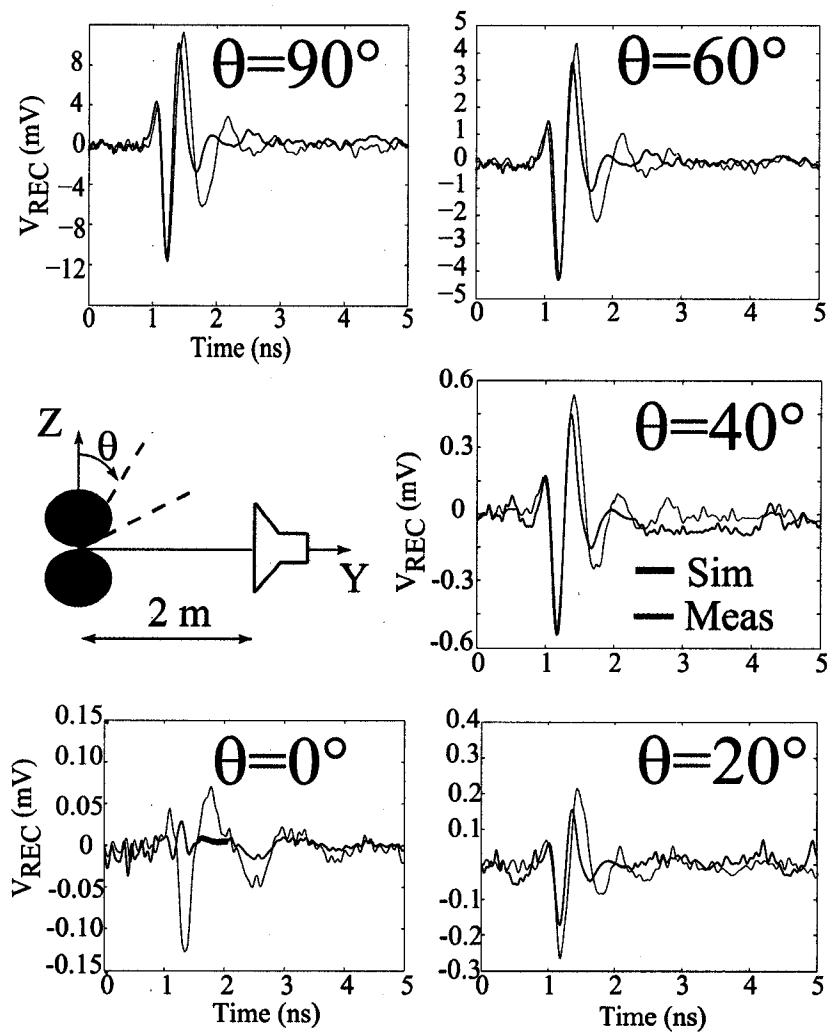 θ=90°
8
4
0
−4
−8
−12
V_REC (mV)
0 1 2 3 4 5
Time (ns)
θ=60°
5
4
3
2
1
0
−1
−2
−3
−4
−5
0 1 2 3 4 5
Z
θ
Y
2 m
θ=40°
0.6
0.3
0
-0.3
-0.6
V_REC (mV)
Sim
Meas
0 1 2 3 4 5
θ=0°
0.15
0.10
0.05
0
-0.05
-0.10
-0.15
V_REC (mV)
0 1 2 3 4 5
Time (ns)
θ=20°
0.4
0.3
0.2
0.1
0
-0.1
-0.2
-0.3
0 1 2 3 4 5
Time (ns)